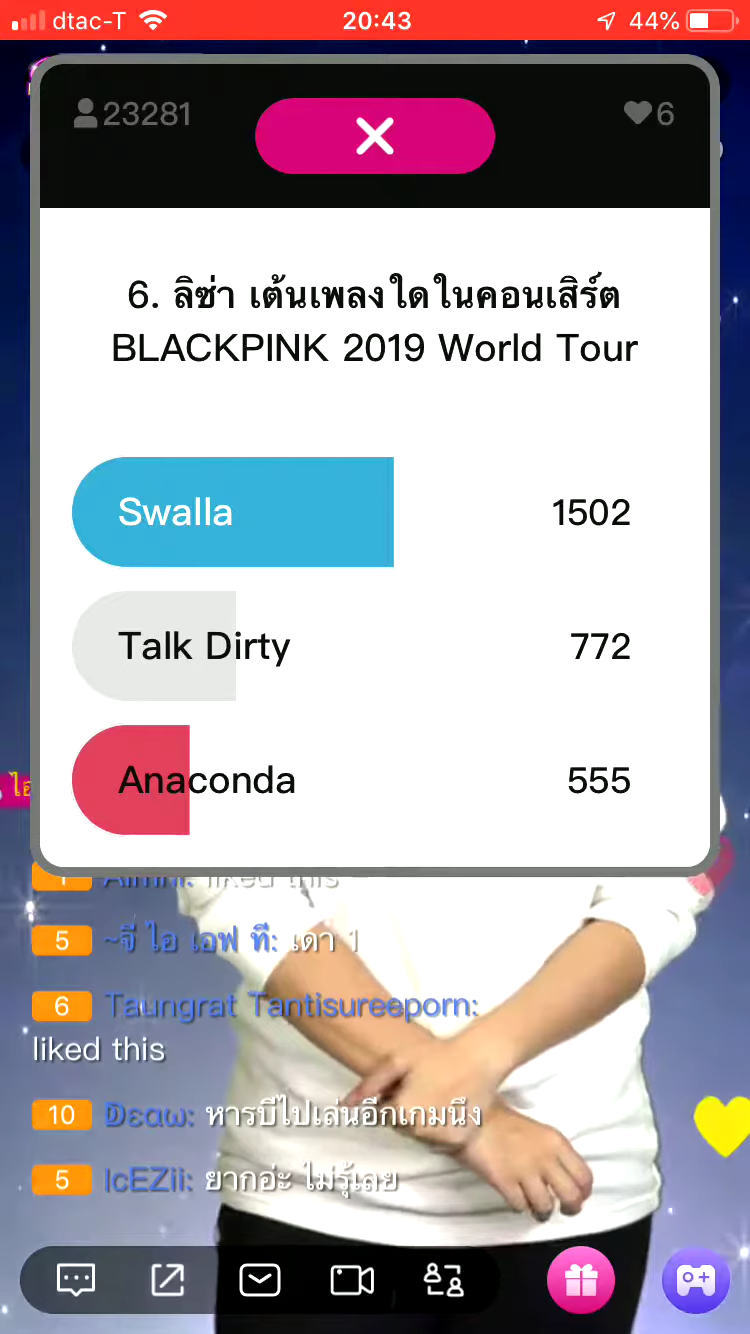 dtac-T
20:43
44%
23281
6
6. ลิซ่า เต้นเพลงใดในคอนเสิร์ต
BLACKPINK 2019 World Tour
Swalla 1502
Talk Dirty 772
Anaconda 555
liked this
5 ~จี ไอ เอฟ ที: เดา 1
6 Taungrat Tantisureeporn:
liked this
10 หารบีไปเล่นอีกเกมนึง
5 IcEZii: ยากอ่ะ ไม่รุ้เลย